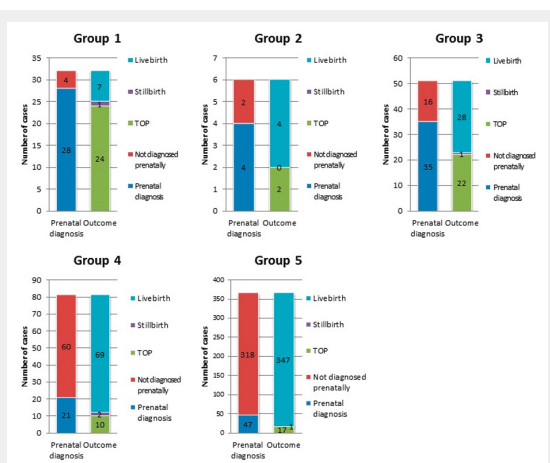 Group 1
Number of cases
35
30
25
20
15
10
5
0
4
28
7
1
24
Prenatal Outcome
diagnosis
Livebirth
Stillbirth
TOP
Not diagnosed
prenatally
Prenatal
diagnosis
Group 2
Number of cases
7
6
5
4
3
2
1
0
2
4
4
0
2
Prenatal Outcome
diagnosis
Livebirth
Stillbirth
TOP
Not diagnosed
prenatally
Prenatal
diagnosis
Group 3
Number of cases
60
50
40
30
20
10
0
16
35
28
1
22
Prenatal Outcome
diagnosis
Livebirth
Stillbirth
TOP
Not diagnosed
prenatally
Prenatal
diagnosis
Group 4
Number of cases
90
80
70
60
50
40
30
20
10
0
60
21
69
2
10
Prenatal Outcome
diagnosis
Livebirth
Stillbirth
TOP
Not diagnosed
prenatally
Prenatal
diagnosis
Group 5
Number of cases
400
350
300
250
200
150
100
50
0
318
47
347
1
17
Prenatal Outcome
diagnosis
Livebirth
Stillbirth
TOP
Not diagnosed
prenatally
Prenatal
diagnosis